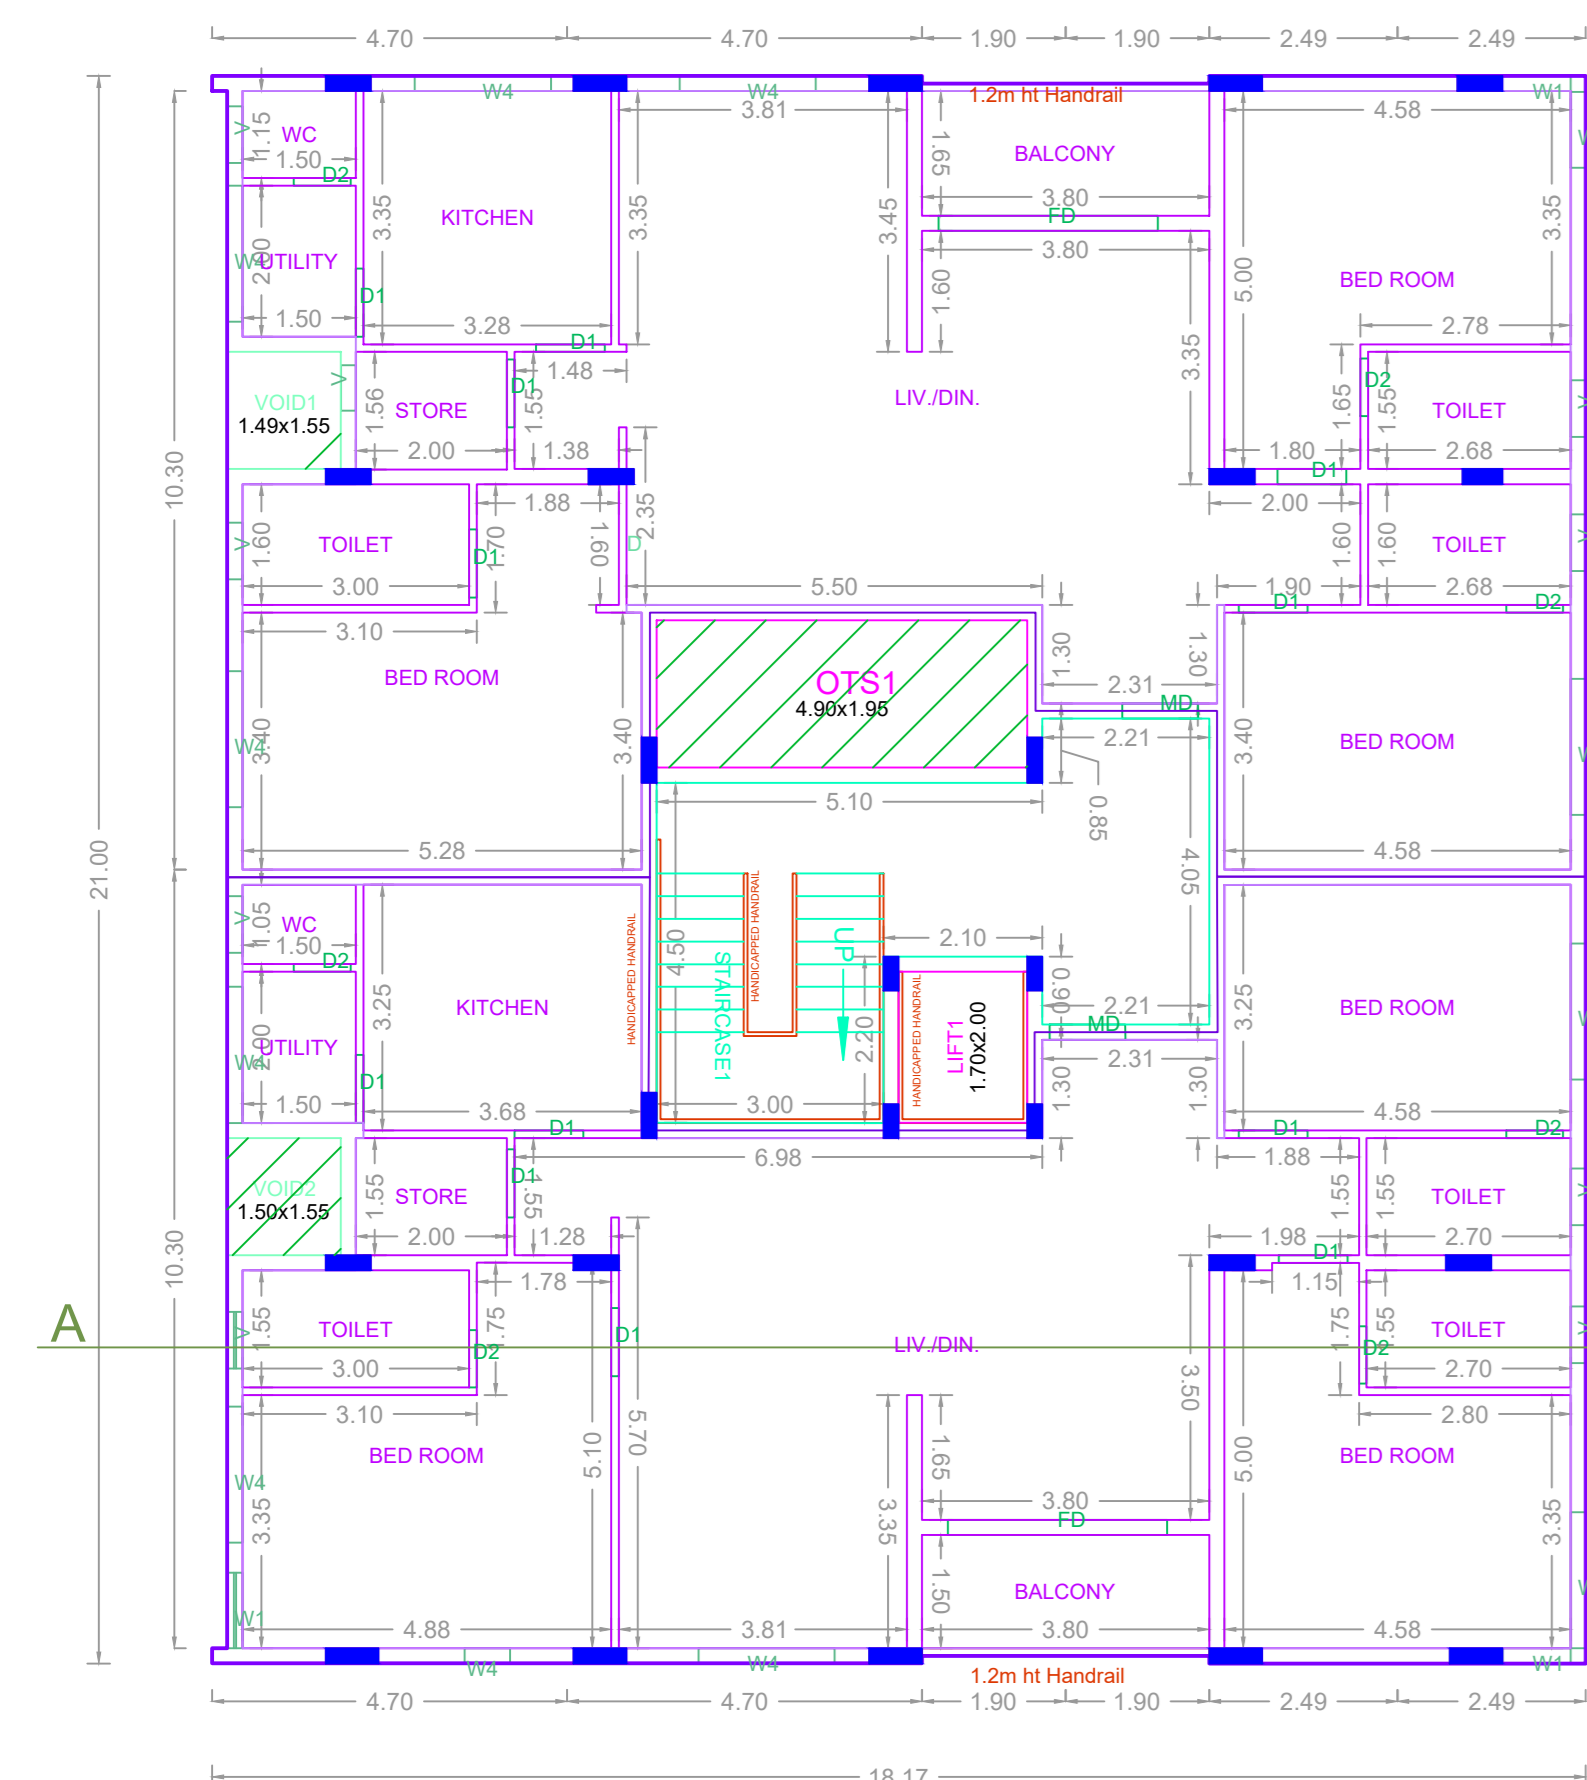 4.70 4.70 1.90 1.90 2.49 2.49
W4 W4 1.2m ht Handrail W1
3.81 4.58
V 1.15 WC 1.65 BALCONY W
1.50
D2 3.35 3.35 3.45 3.80 3.35
KITCHEN FD
W4 2.00 UTILITY 3.80
D1 1.60 5.00 BED ROOM
1.50 3.28 2.78
D1 3.35
V 1.48
VOID1 1.56 STORE D1 1.55 LIV./DIN. 1.65 D2 1.55 TOILET V
1.49x1.55
2.00 1.38 1.80 2.68
10.30 D1
1.88 2.00
V 1.60 TOILET D1 1.70 1.60 D 2.35 1.60 1.60 TOILET V
3.00 5.50 1.90 2.68
D1 D2
3.10 1.30 1.30
BED ROOM OTS1 2.31
4.90x1.95 MD
W4 3.40 3.40 2.21 3.40 BED ROOM W
5.10 0.85
5.28 4.58
21.00 4.05
V 1.05 WC HANDICAPPED HANDRAIL HANDICAPPED HANDRAIL UP 2.10
1.50
D2 4.50 STAIRCASE1 0.90
3.25 KITCHEN HANDICAPPED HANDRAIL LIFT1 1.70x2.00 2.21 3.25 BED ROOM W
W4 2.00 UTILITY 2.20 MD
D1 2.31
1.50 3.68 3.00 1.30 1.30 4.58
D1 D1 D2
6.98 1.88
VOID2 1.55 STORE D1 1.55 1.55 1.55 TOILET V
1.50x1.55
2.00 1.28 1.98 2.70
10.30 D1
1.78 1.15
A V 1.55 TOILET 1.75 D1 LIV./DIN. 1.75 1.55 TOILET V
D2 D2
3.00 2.70
3.10 3.50 2.80
BED ROOM 5.10 5.70 1.65 5.00 BED ROOM
W4 3.80
3.35 3.35 FD 3.35
1.50 BALCONY W
W1 4.88 3.81 3.80 4.58
W4 W4 1.2m ht Handrail W1
4.70 4.70 1.90 1.90 2.49 2.49
18.17